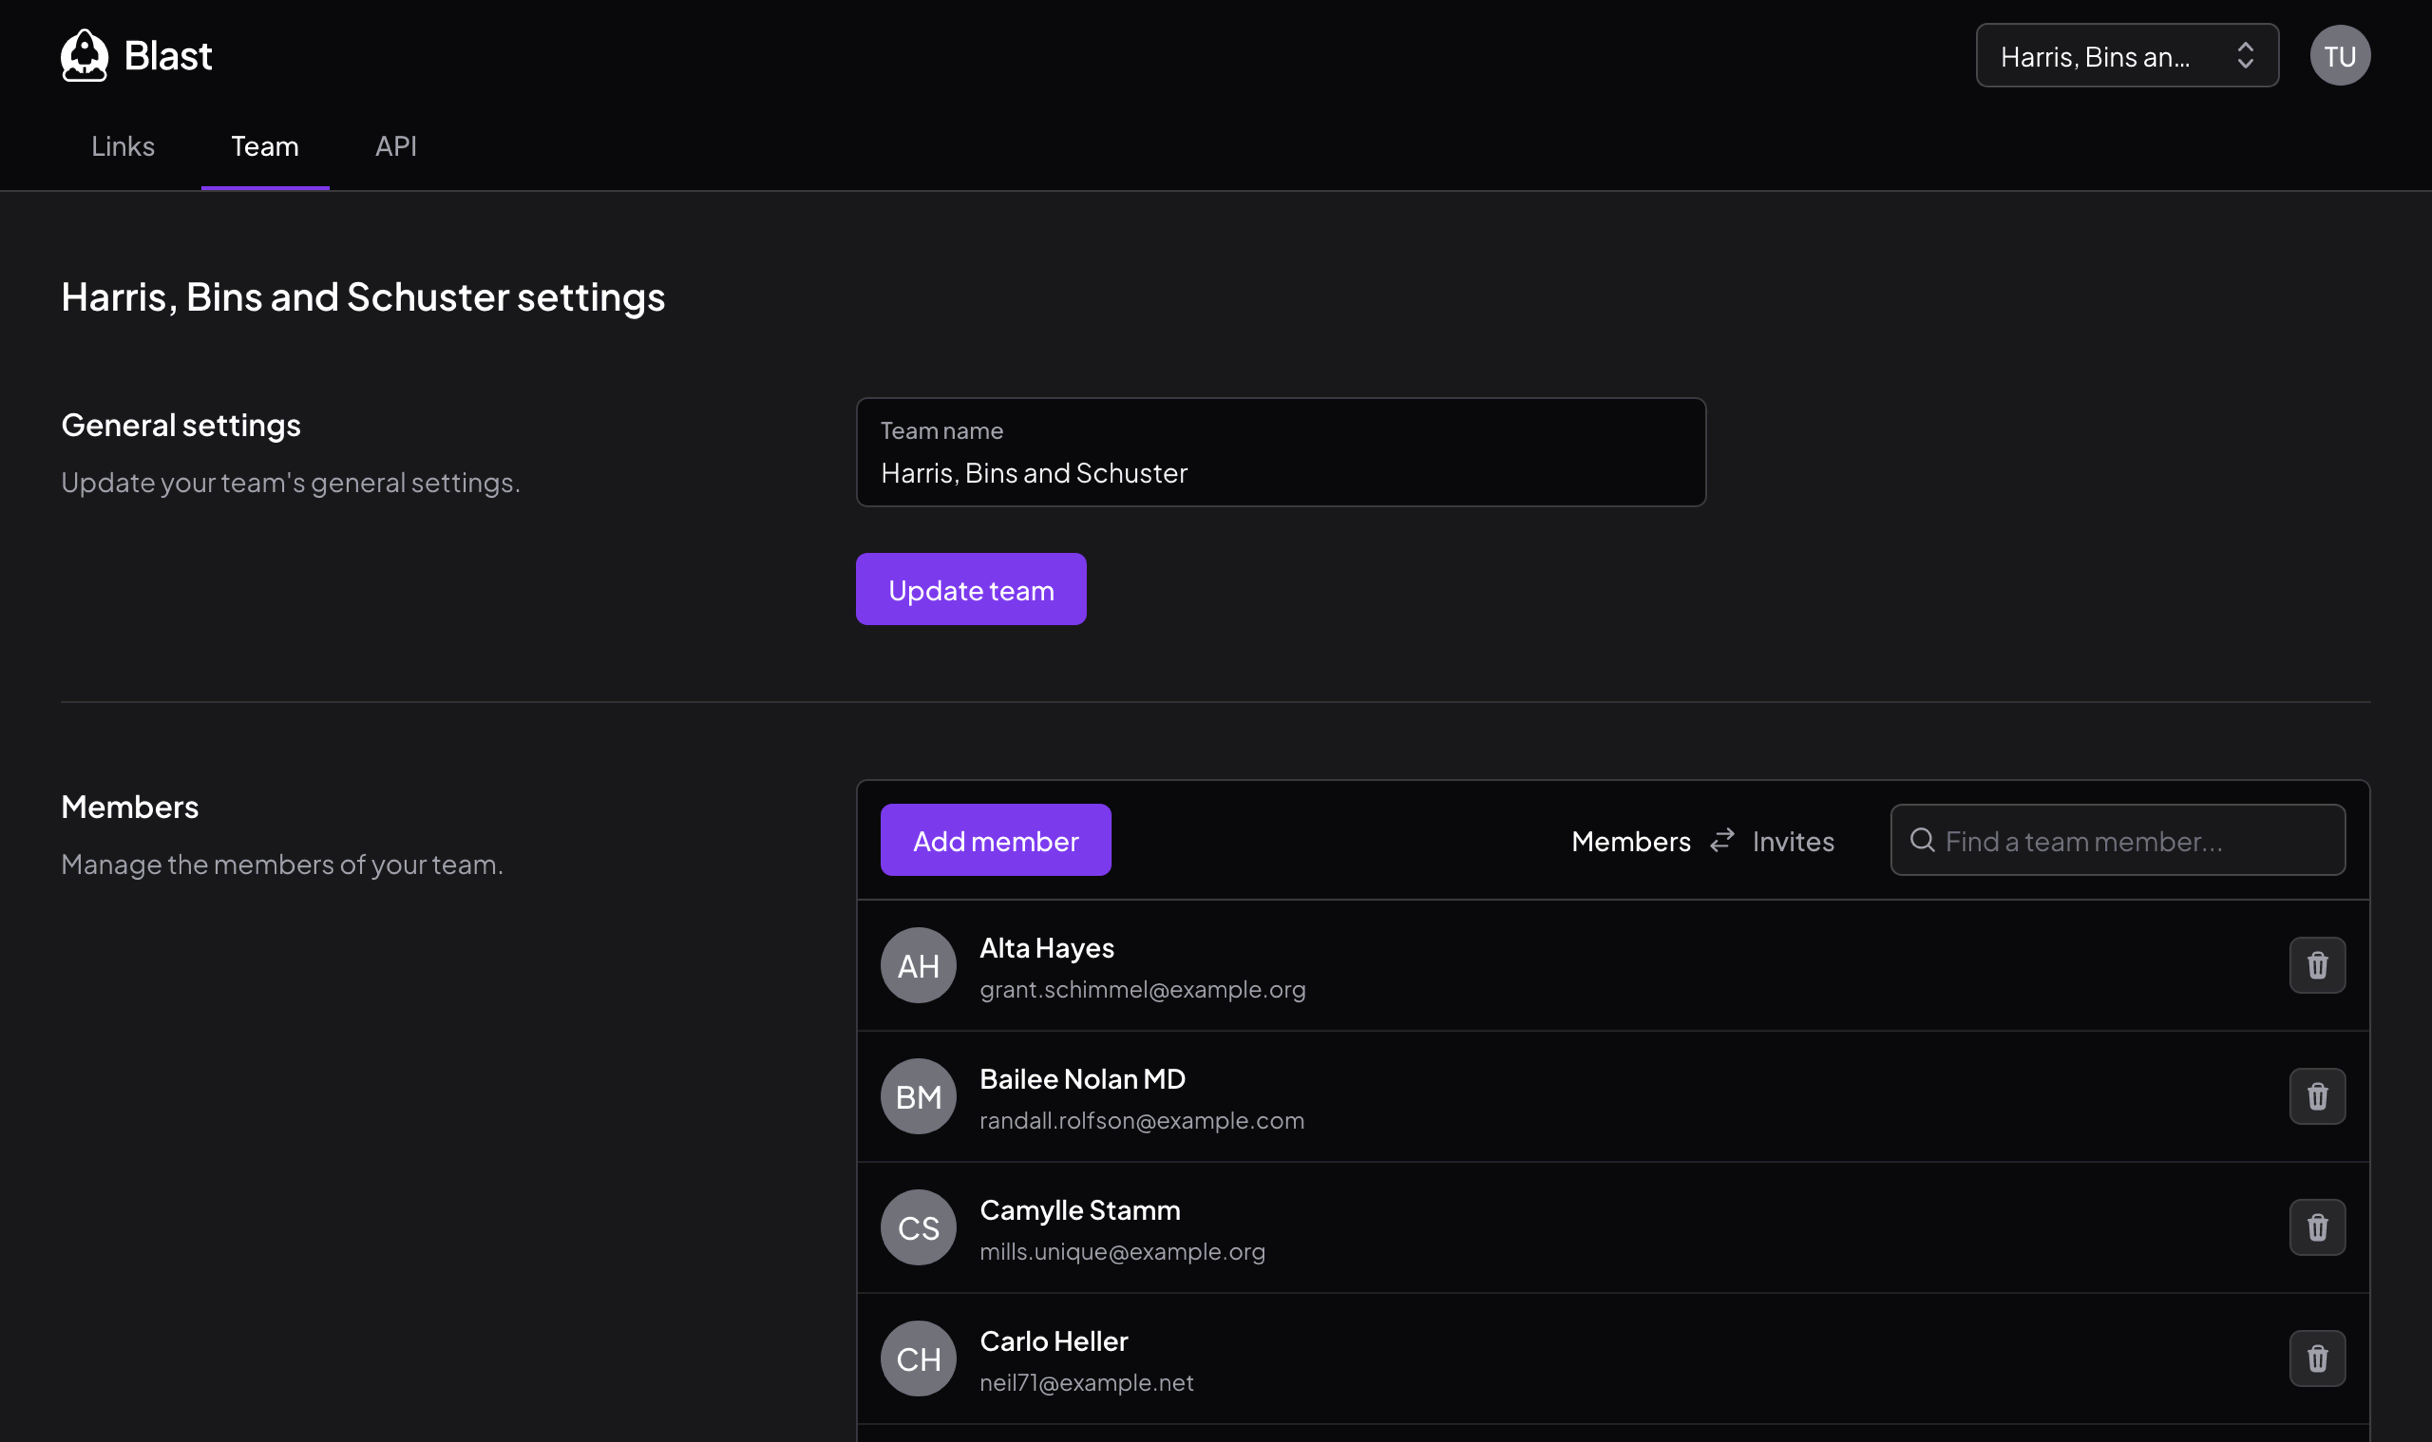 Blast
Harris, Bins an...
TU
Links
Team
API
Harris, Bins and Schuster settings
General settings
Update your team's general settings.
Team name
Harris, Bins and Schuster
Update team
Members
Manage the members of your team.
Add member
Members
Invites
Find a team member...
AH
Alta Hayes
grant.schimmel@example.org
BM
Bailee Nolan MD
randall.rolfson@example.com
CS
Camylle Stamm
mills.unique@example.org
CH
Carlo Heller
neil71@example.net